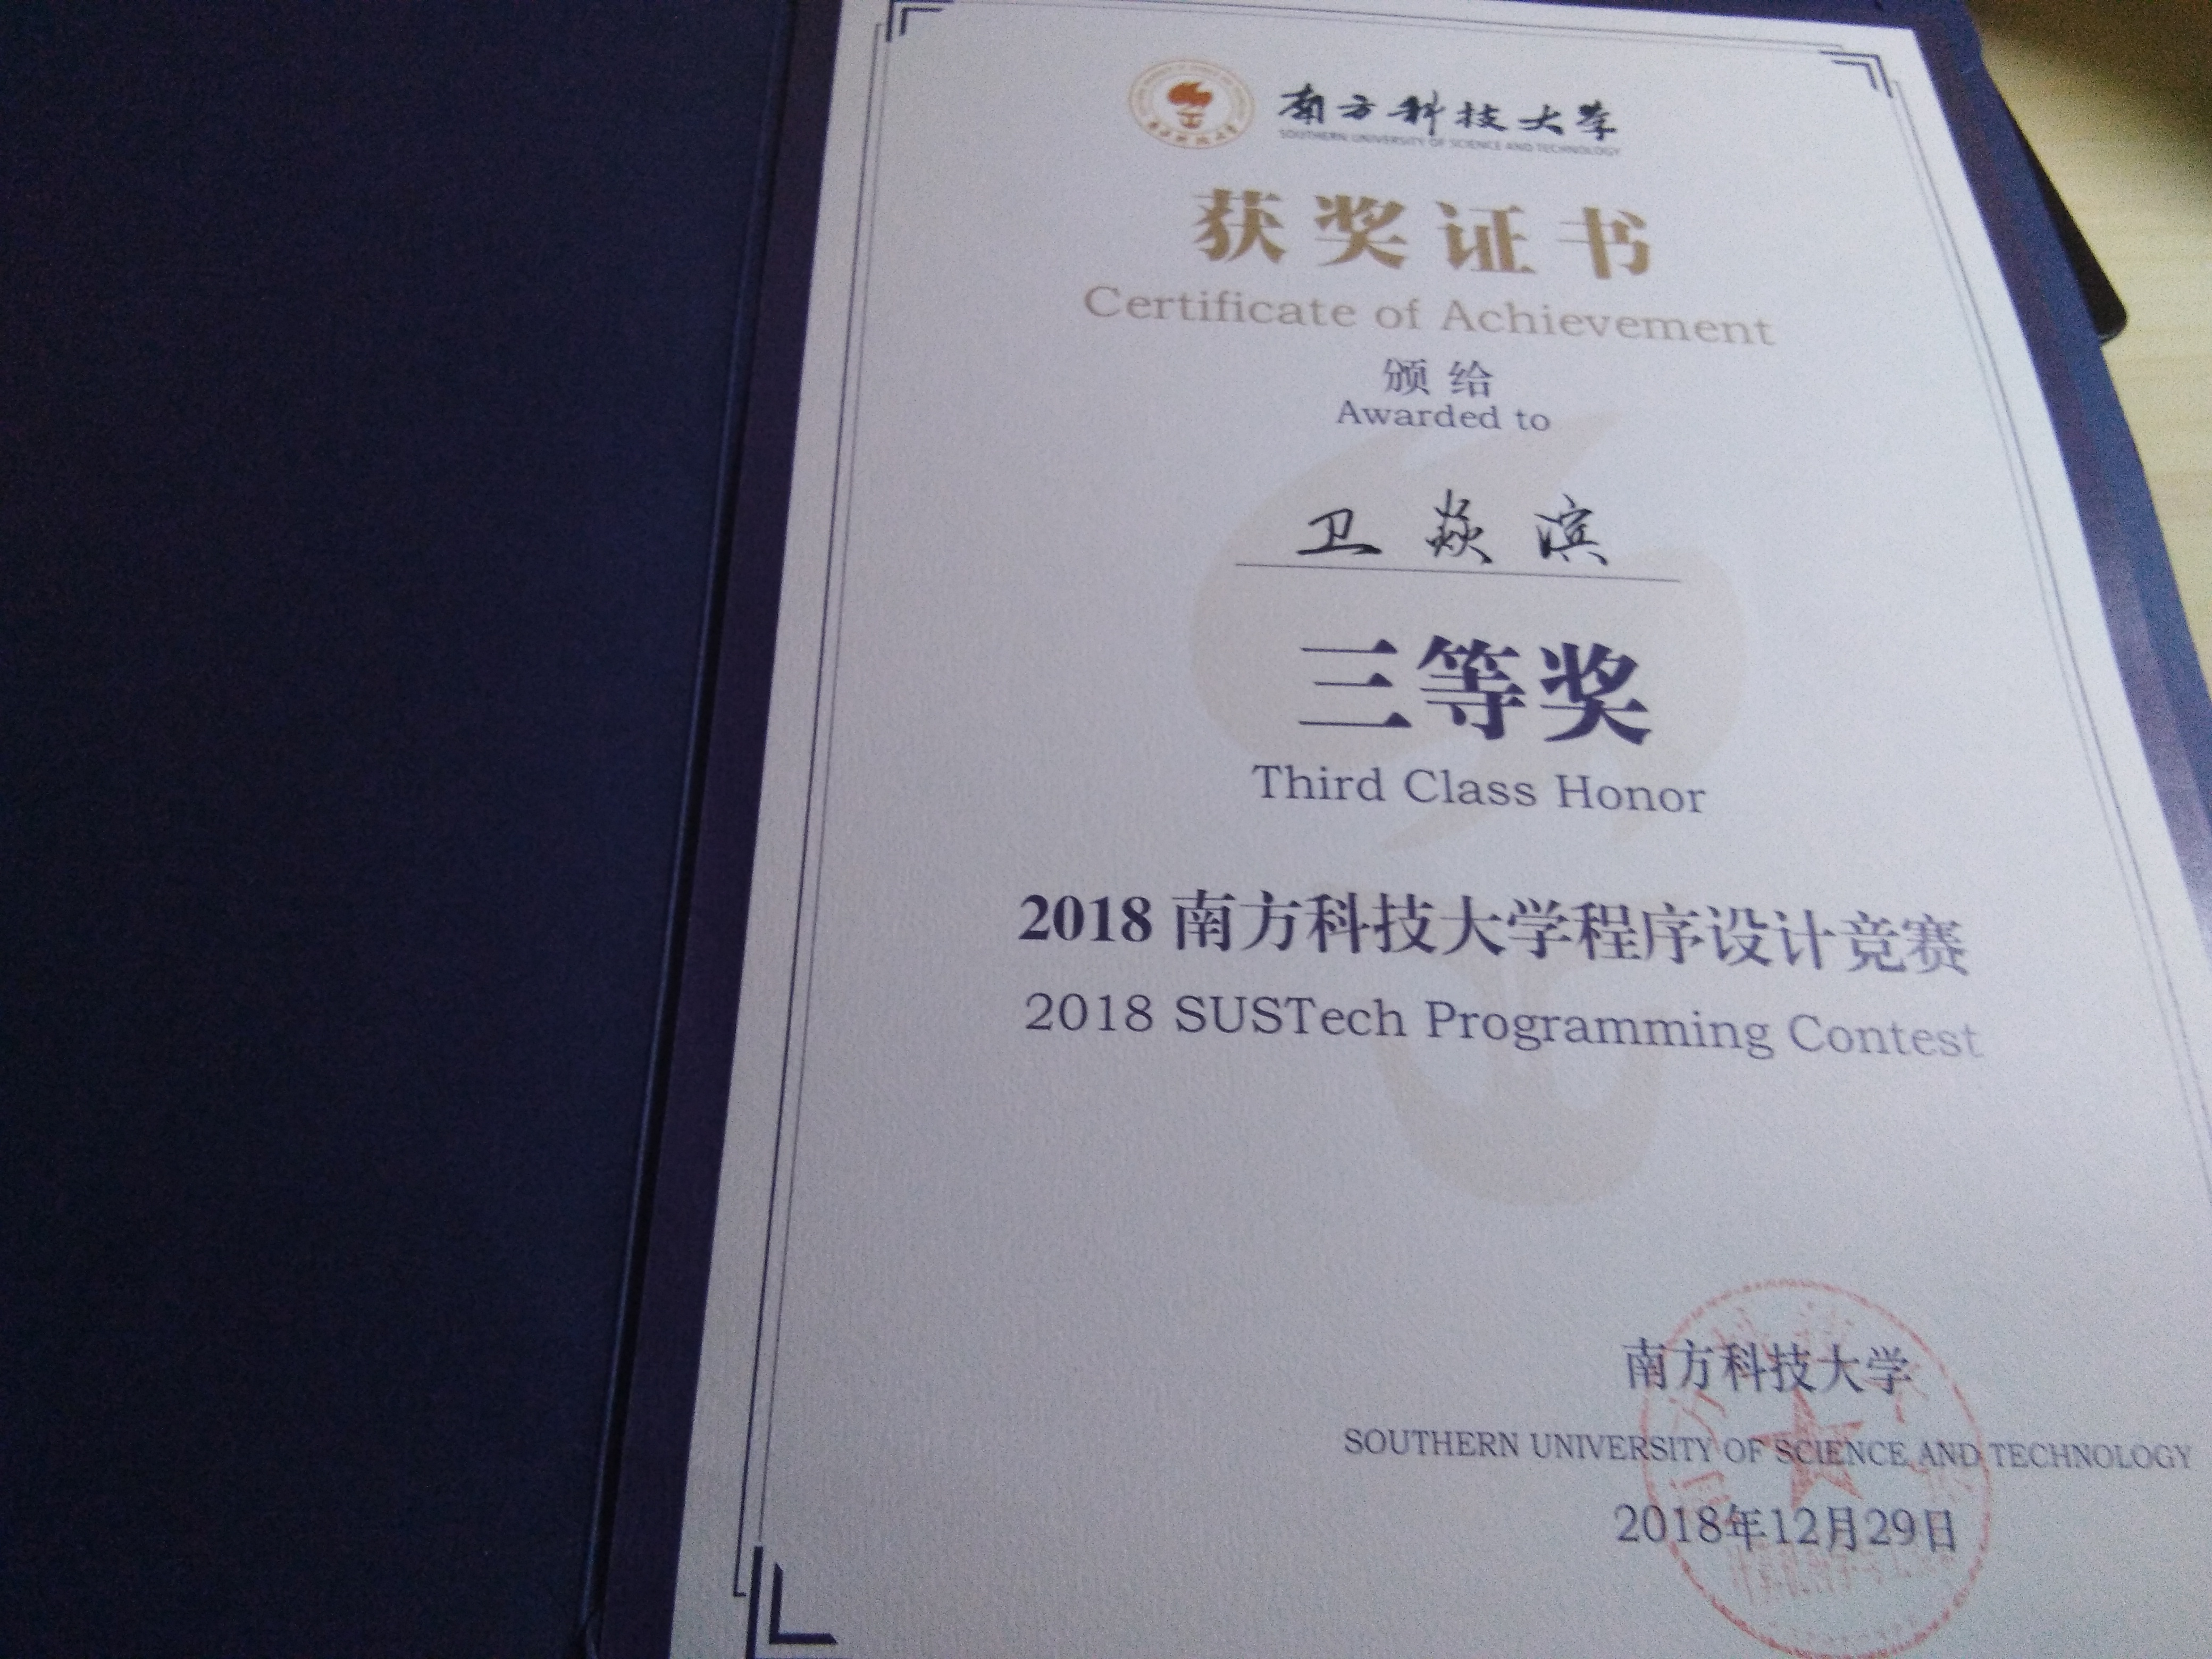 南方科技大学
SOUTHERN UNIVERSITY OF SCIENCE AND TECHNOLOGY
获奖证书
Certificate of Achievement
颁给
Awarded to
卫焱滨
三等奖
Third Class Honor
2018 南方科技大学程序设计竞赛
2018 SUSTech Programming Contest
南方科技大学
SOUTHERN UNIVERSITY OF SCIENCE AND TECHNOLOGY
2018年12月29日